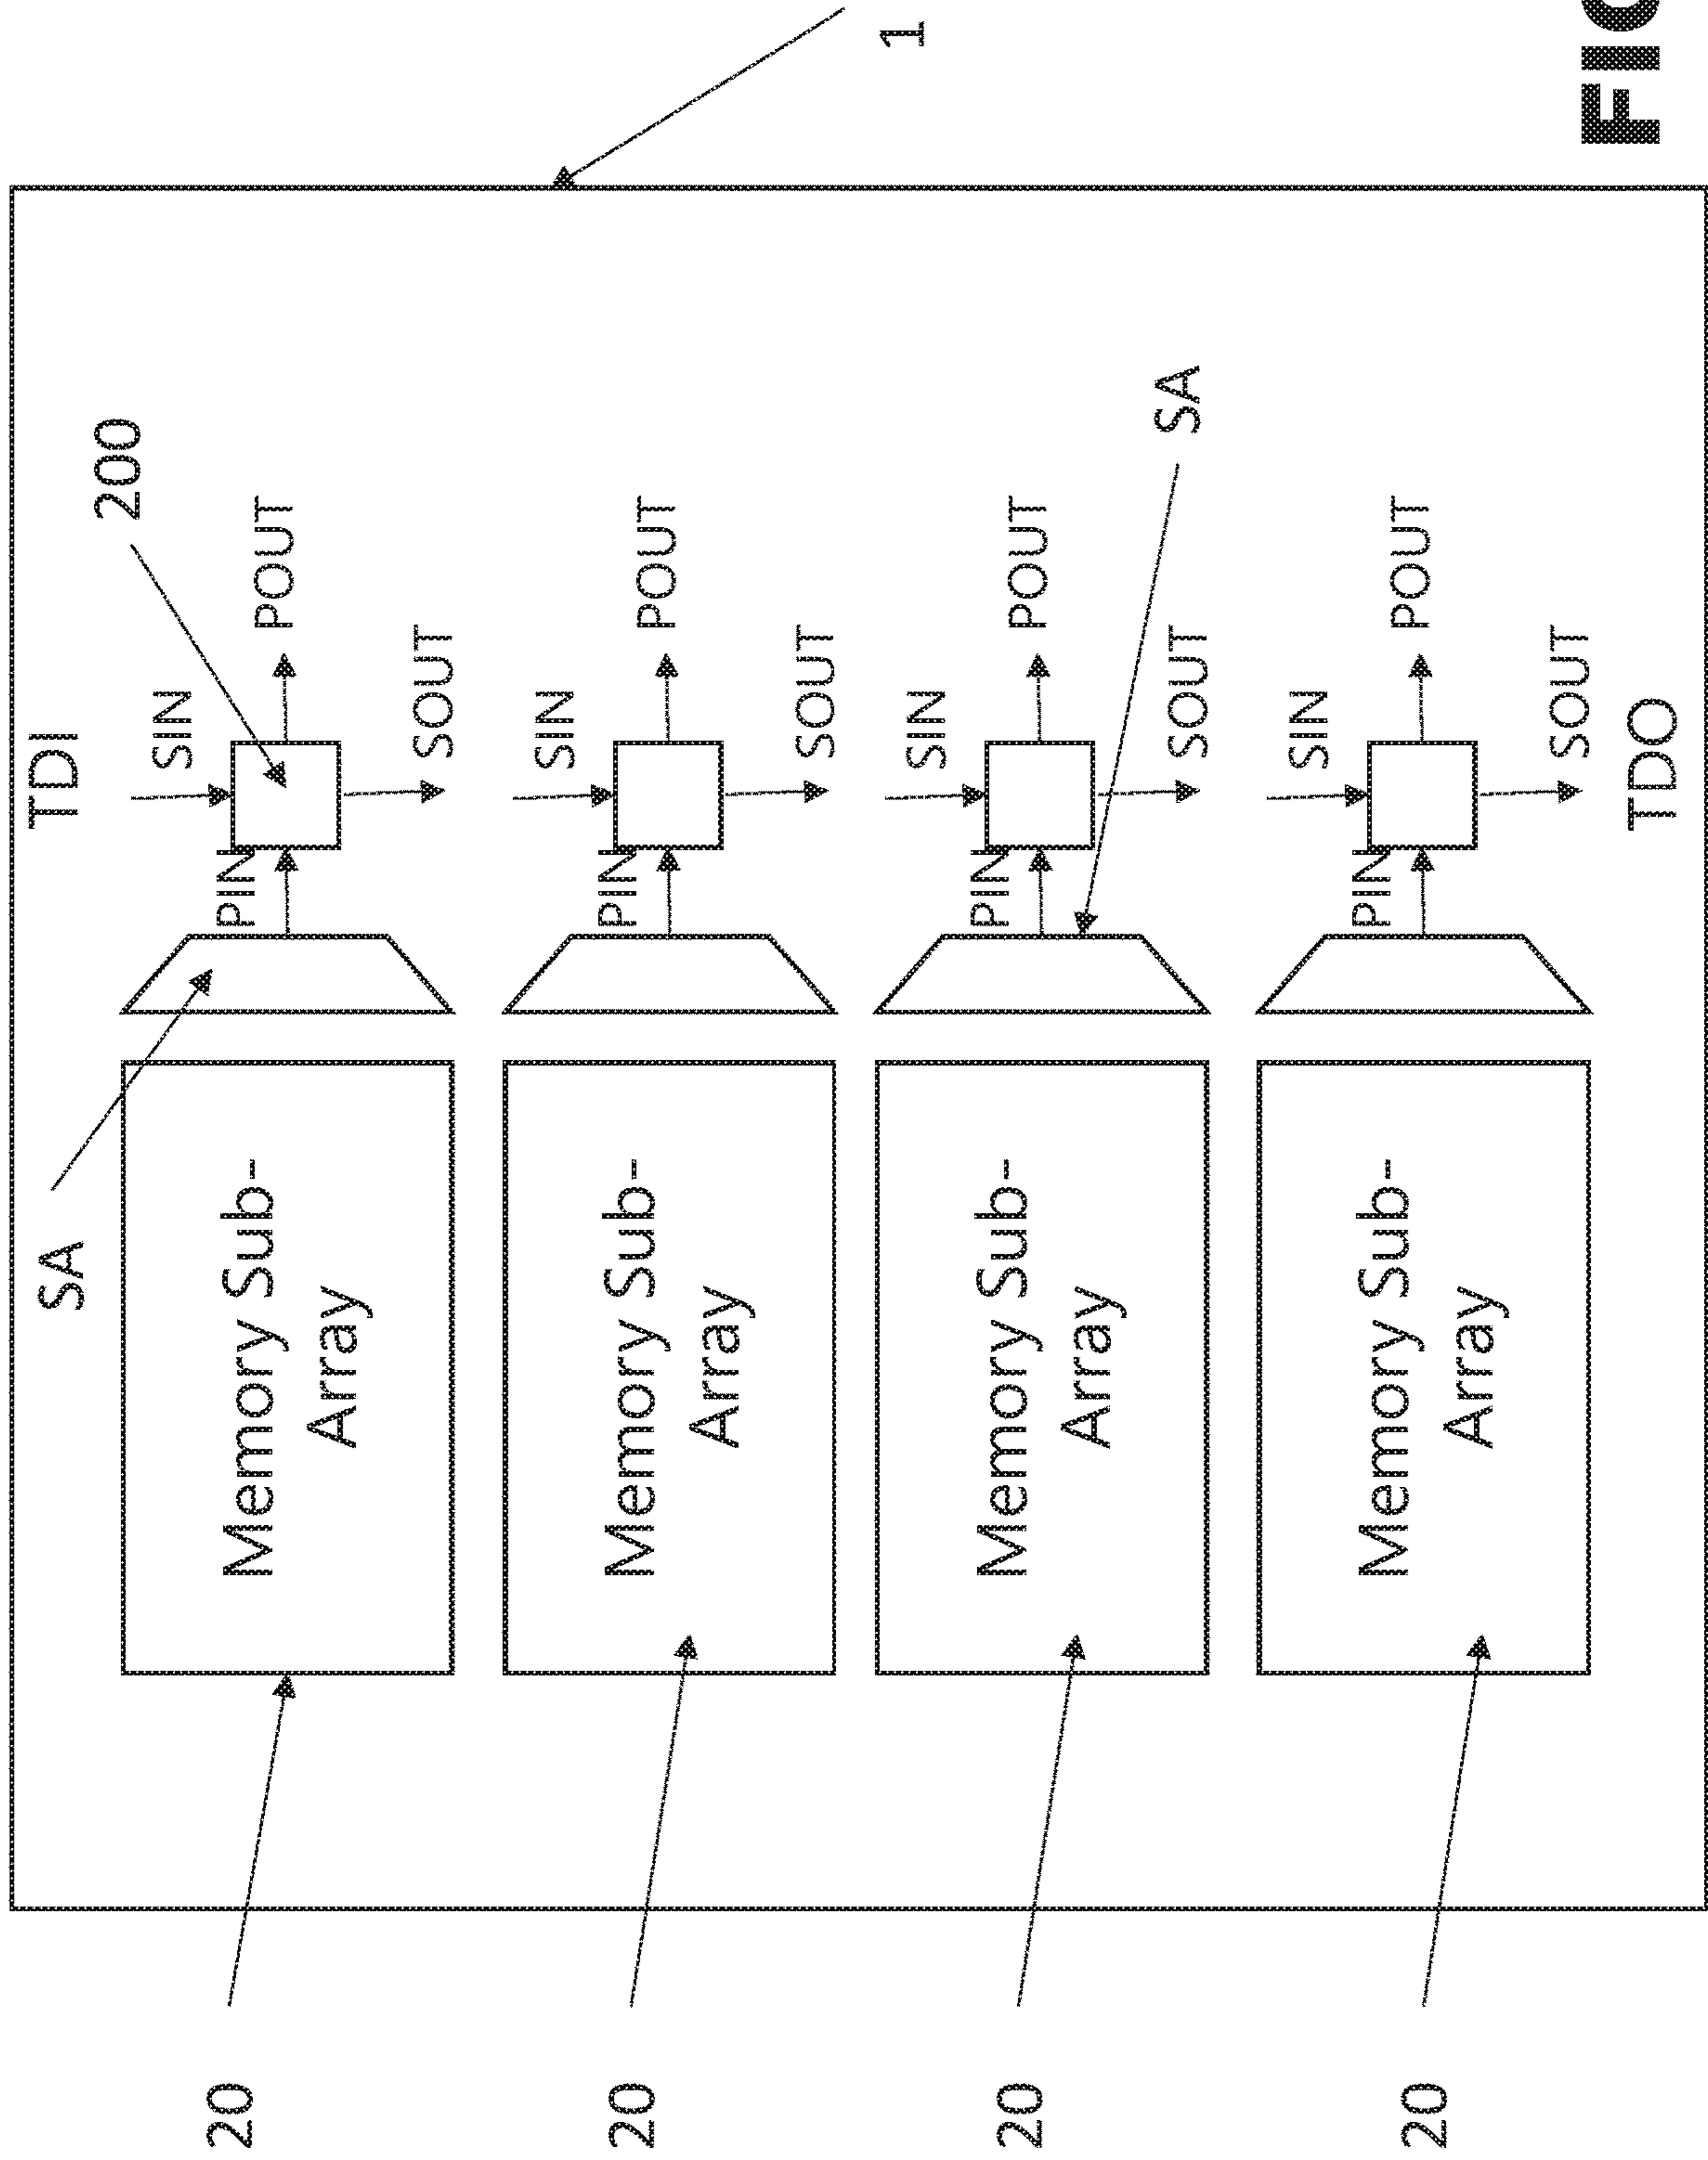 SA
TDI
200
SIN
20
Memory Sub-
Array
PIN
POUT
SOUT
SIN
20
Memory Sub-
Array
PIN
POUT
SOUT
1
SIN
20
Memory Sub-
Array
PIN
POUT
SOUT
SA
SIN
20
Memory Sub-
Array
PIN
POUT
SOUT
TDO